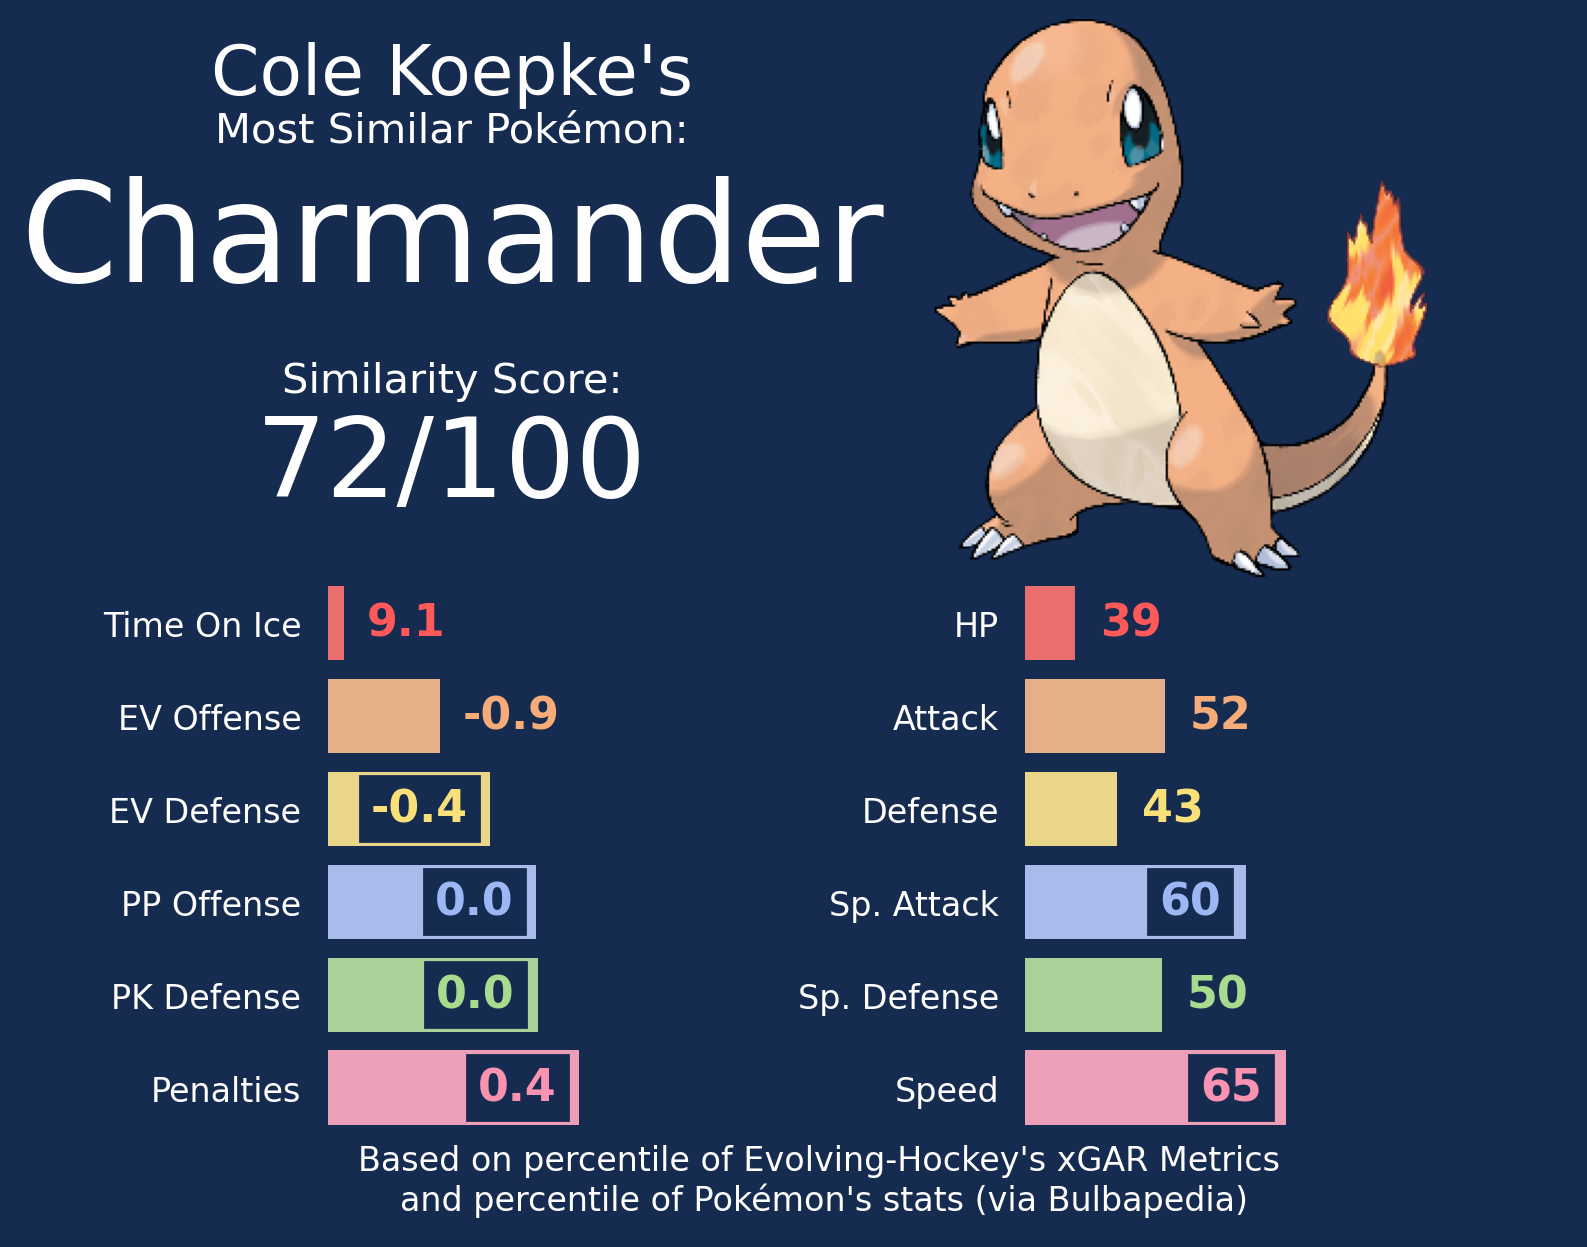 Cole Koepke's
Most Similar Pokémon:
Charmander
Similarity Score:
72/100
Time On Ice 9.1
EV Offense -0.9
EV Defense -0.4
PP Offense 0.0
PK Defense 0.0
Penalties 0.4
HP 39
Attack 52
Defense 43
Sp. Attack 60
Sp. Defense 50
Speed 65
Based on percentile of Evolving-Hockey's xGAR Metrics
and percentile of Pokémon's stats (via Bulbapedia)